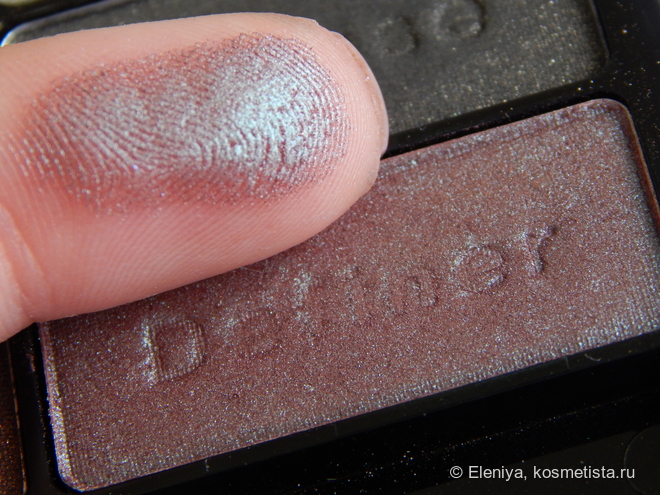 Definer
© Eleniya, kosmetista.ru